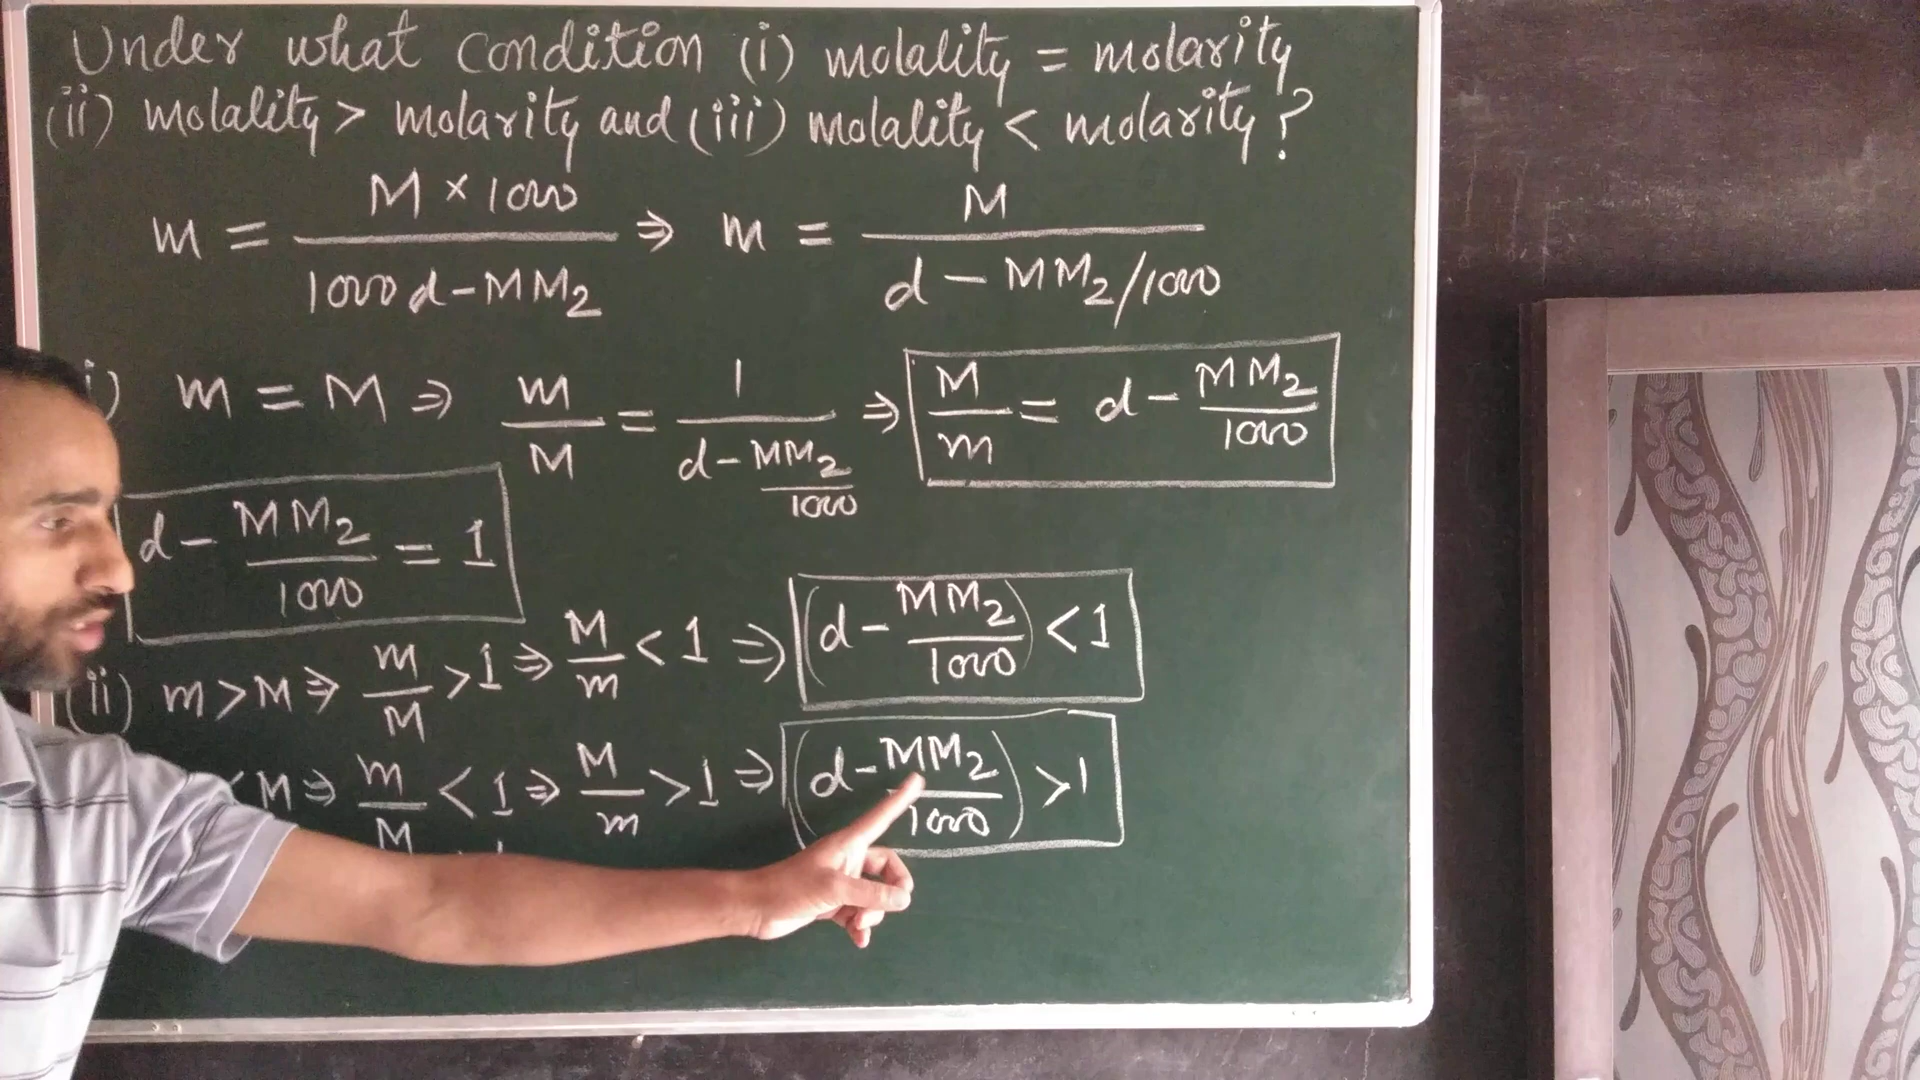 Under what condition (i) molality = molarity
(ii) molality > molarity and (iii) molality < molarity?
m = M × 1000 / 1000 d - MM₂ ⇒ m = M / d - MM₂/1000
i) m = M ⇒ m/M = 1 / d - MM₂/1000 ⇒ M/m = d - MM₂/1000
d - MM₂/1000 = 1
(ii) m > M ⇒ m/M > 1 ⇒ M/m < 1 ⇒ (d - MM₂/1000) < 1
< M ⇒ m/M < 1 ⇒ M/m > 1 ⇒ (d - MM₂/1000) > 1